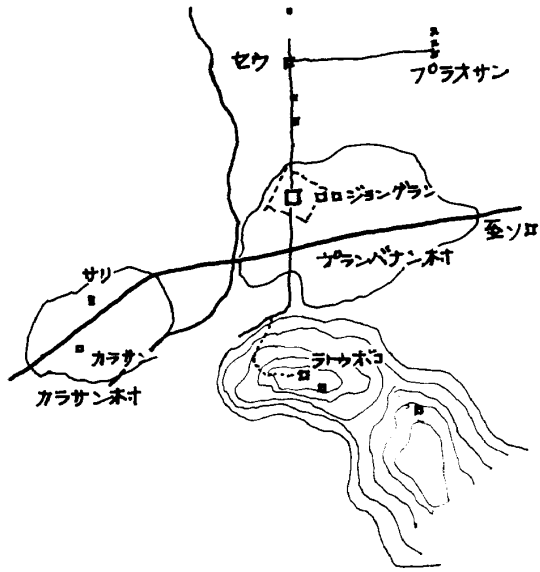 セウ
プラオサン
ロジョングラン
至ソロ
プランバナン村
サリ
カラサン
カラサン村
ラトゥボコ